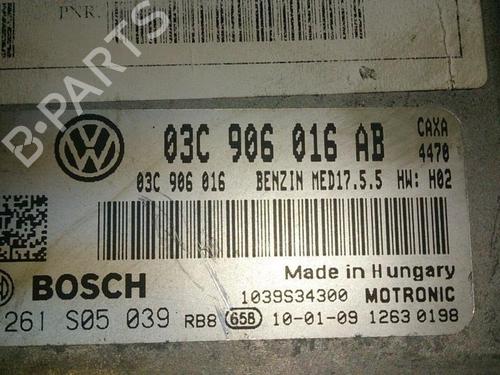 PNR.
B-PARTS
03C 906 016 AB
CAXA
4470
03C 906 016 BENZIN MED17.5.5 HW: H02
Made in Hungary
BOSCH
1039S34300 MOTRONIC
261 S05 039 RB8 65B 10-01-09 1263 0198